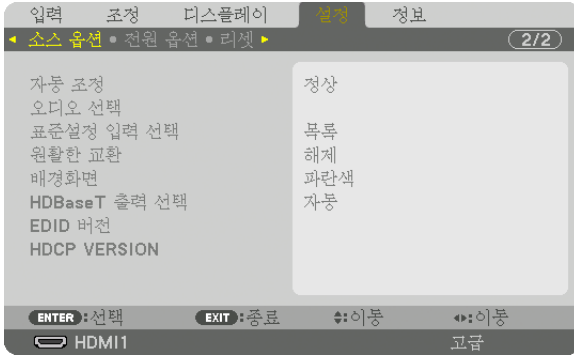 입력 조정 디스플레이 설정 정보
◂ 소스 옵션 • 전원 옵션 • 리셋 ▸ 2/2
자동 조정 정상
오디오 선택
표준설정 입력 선택 목록
원활한 교환 해제
배경화면 파란색
HDBaseT 출력 선택 자동
EDID 버전
HDCP VERSION
ENTER:선택 EXIT:종료 ♦:이동 ◂▸:이동
HDMI1 고급